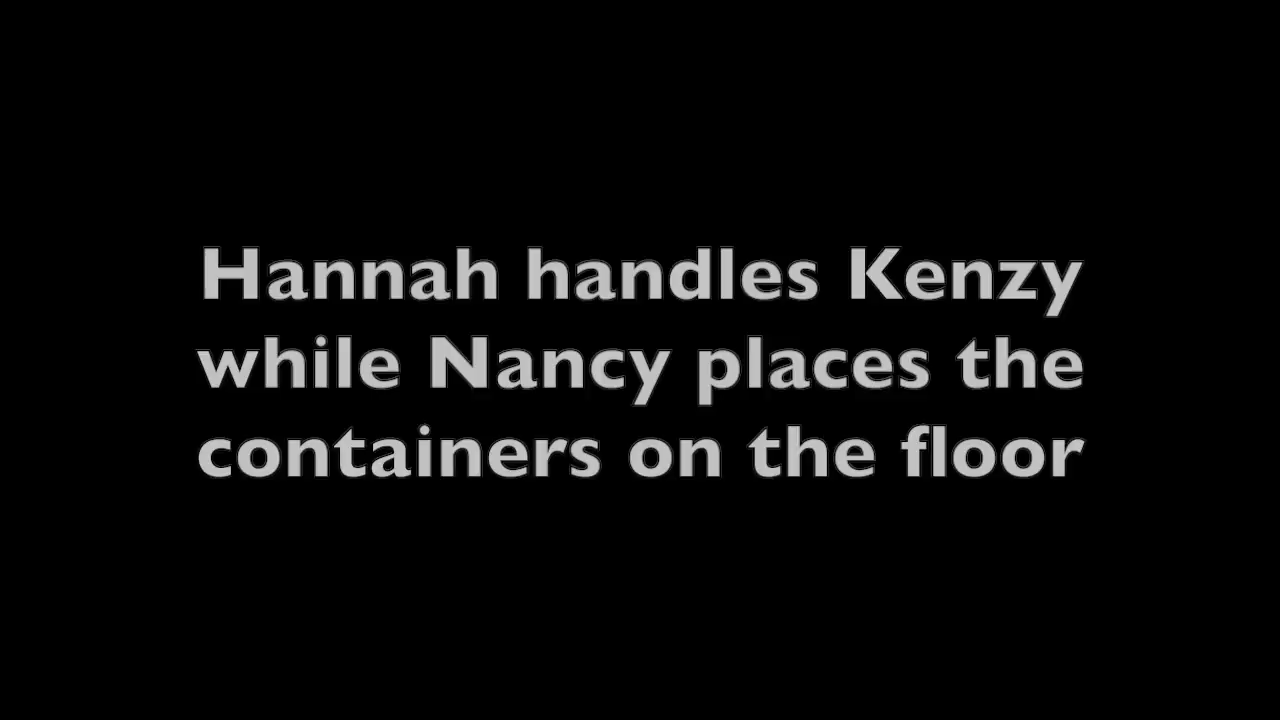 Hannah handles Kenzy
while Nancy places the
containers on the floor